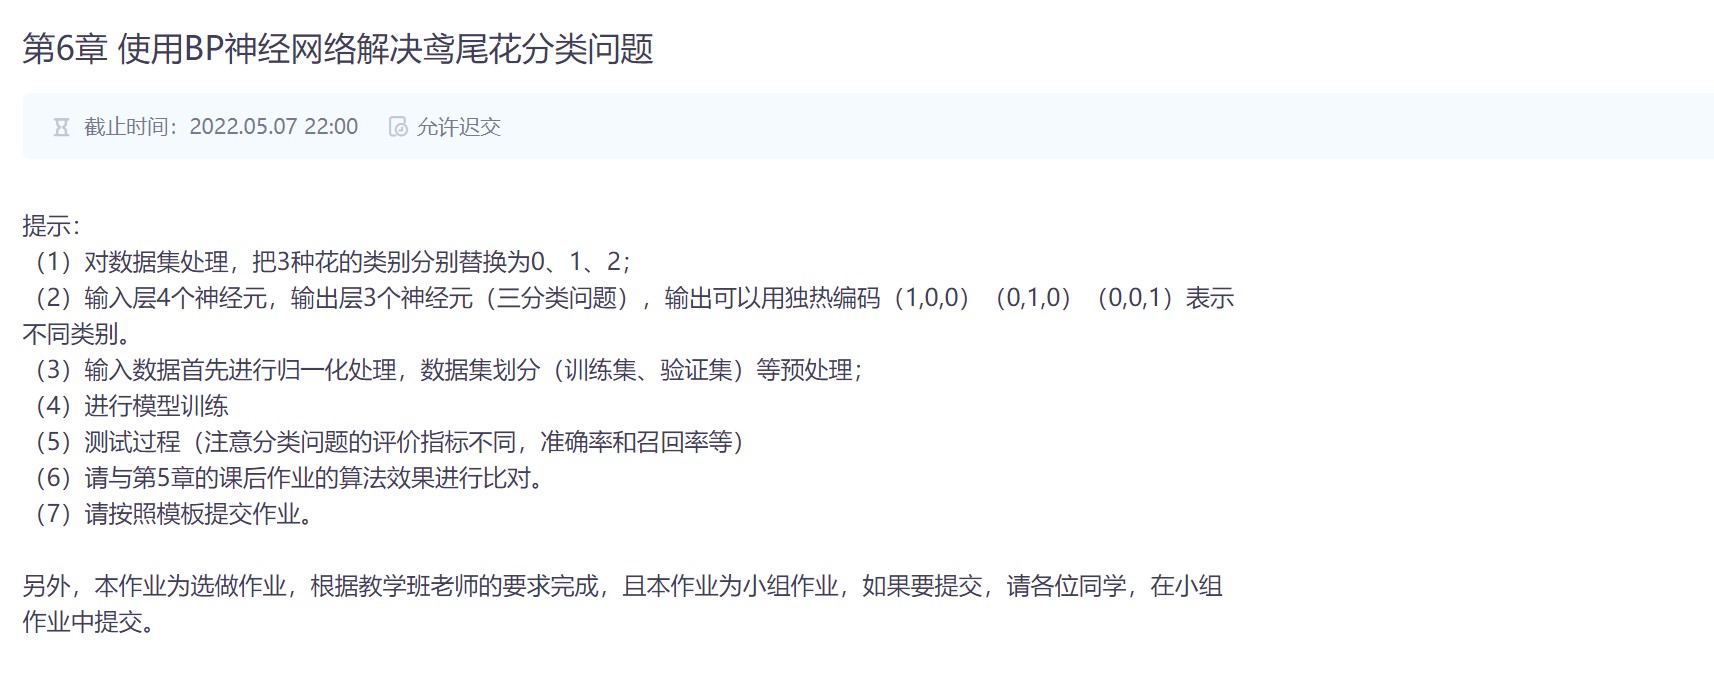 第6章 使用BP神经网络解决鸢尾花分类问题
截止时间：2022.05.07 22:00 允许迟交
提示：
（1）对数据集处理，把3种花的类别分别替换为0、1、2；
（2）输入层4个神经元，输出层3个神经元（三分类问题），输出可以用独热编码（1,0,0）（0,1,0）（0,0,1）表示
不同类别。
（3）输入数据首先进行归一化处理，数据集划分（训练集、验证集）等预处理；
（4）进行模型训练
（5）测试过程（注意分类问题的评价指标不同，准确率和召回率等）
（6）请与第5章的课后作业的算法效果进行比对。
（7）请按照模板提交作业。
另外，本作业为选做作业，根据教学班老师的要求完成，且本作业为小组作业，如果要提交，请各位同学，在小组
作业中提交。